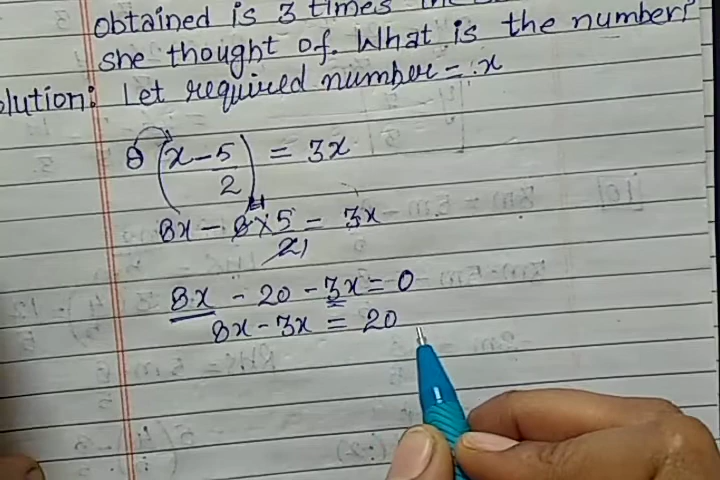 obtained is 3 times the
she thought of. What is the number?
olution: Let required number = x
8 (x - 5/2) = 3x
8x - 8×5/2 = 3x
8x - 20 - 3x = 0
8x - 3x = 20